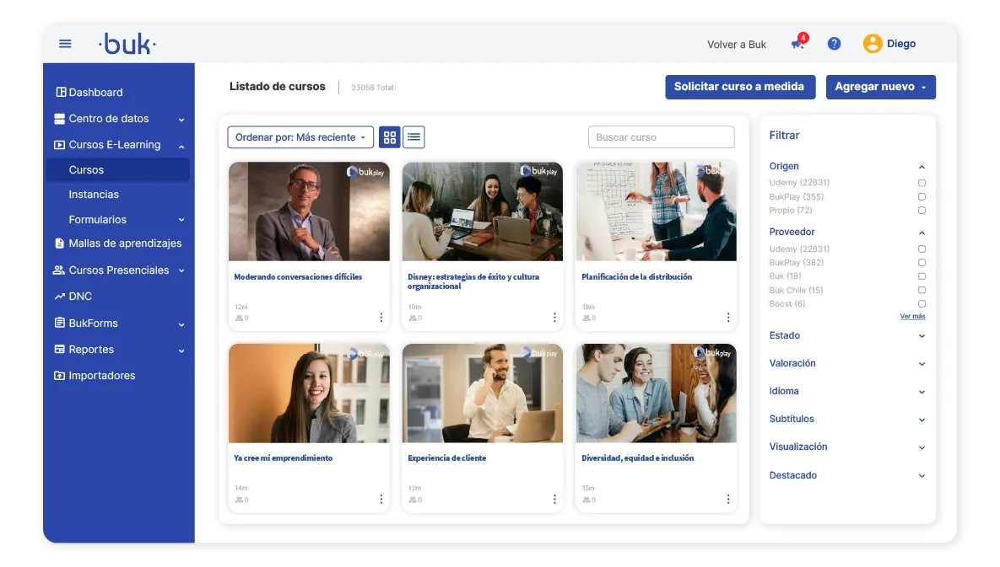 buk
Volver a Buk
4
?
Diego
Dashboard
Centro de datos
Cursos E-Learning
Cursos
Instancias
Formularios
Mallas de aprendizajes
Cursos Presenciales
DNC
BukForms
Reportes
Importadores
Listado de cursos
23058 Total
Solicitar curso a medida
Agregar nuevo
Ordenar por: Más reciente
Buscar curso
bukplay
Moderando conversaciones difíciles
12m
0
bukplay
Disney: estrategias de éxito y cultura
organizacional
10m
0
bukplay
Planificación de la distribución
19m
0
bukplay
Ya cree mi emprendimiento
14m
0
bukplay
Experiencia de cliente
12m
0
bukplay
Diversidad, equidad e inclusión
15m
0
Filtrar
Origen
Udemy (22631)
BukPlay (355)
Propio (72)
Proveedor
Udemy (22631)
BukPlay (382)
Buk (18)
Buk Chile (15)
Boost (6)
Ver más
Estado
Valoración
Idioma
Subtítulos
Visualización
Destacado